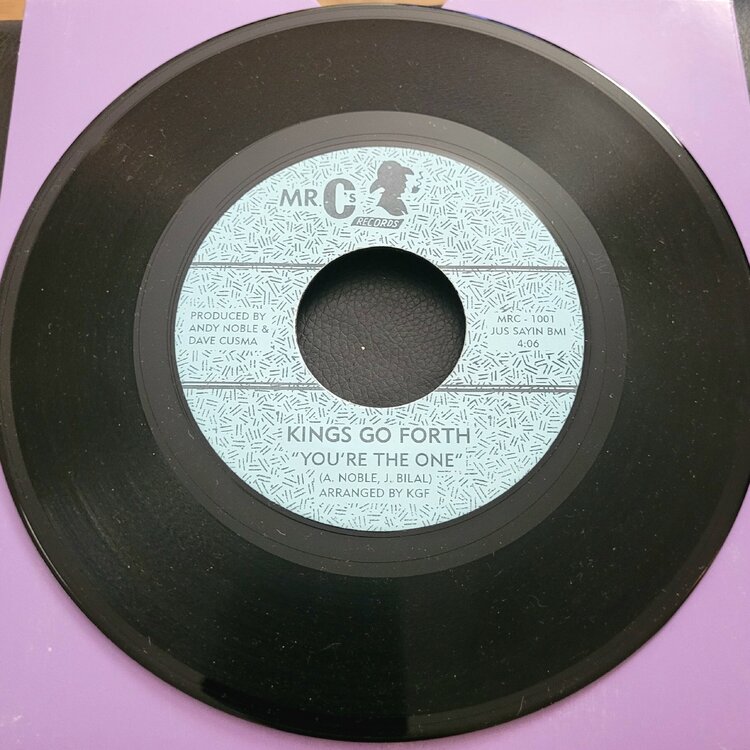 MR. C's
RECORDS
PRODUCED BY
ANDY NOBLE &
DAVE CUSMA
MRC - 1001
JUS SAYIN BMI
4:06
KINGS GO FORTH
"YOU'RE THE ONE"
(A. NOBLE, J. BILAL)
ARRANGED BY KGF